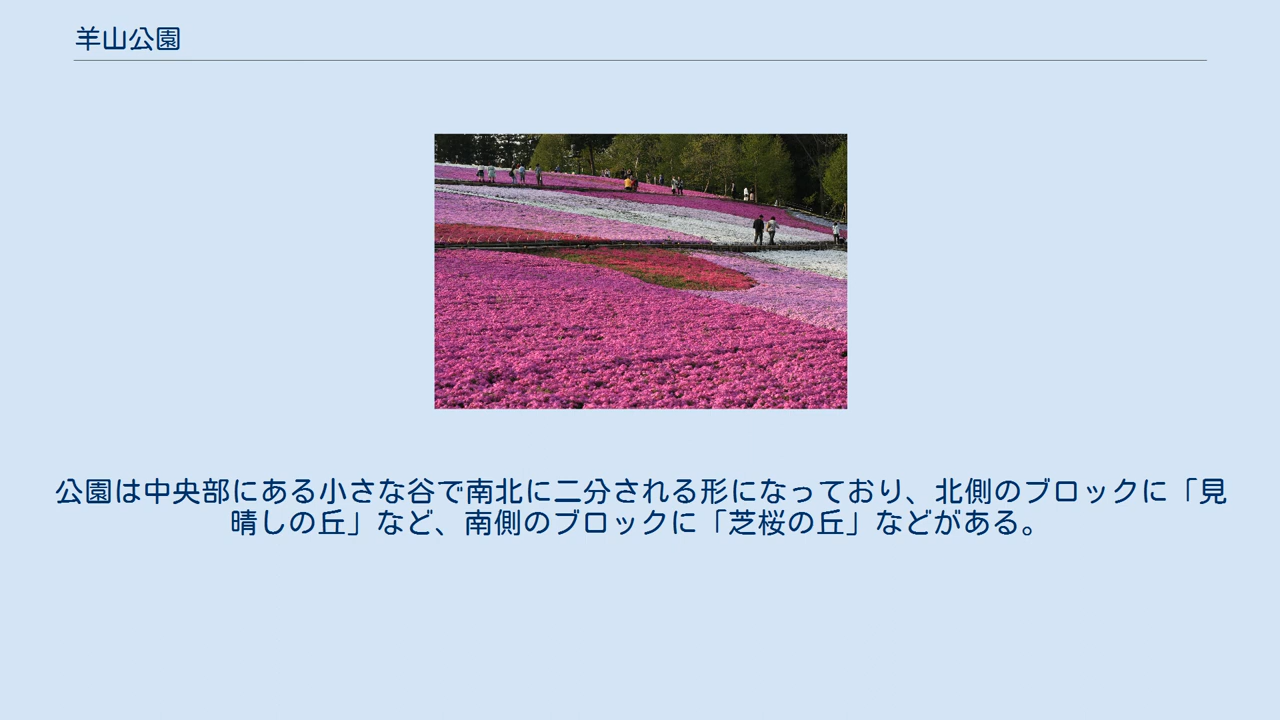 羊山公園
公園は中央部にある小さな谷で南北に二分される形になっており、北側のブロックに「見
晴しの丘」など、南側のブロックに「芝桜の丘」などがある。